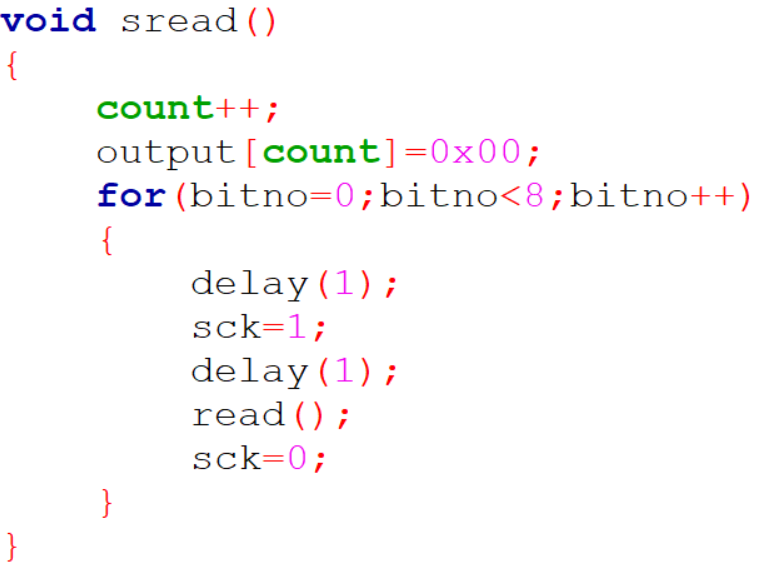 void sread()
{
count++;
output[count]=0x00;
for(bitno=0;bitno<8;bitno++)
{
delay(1);
sck=1;
delay(1);
read();
sck=0;
}
}